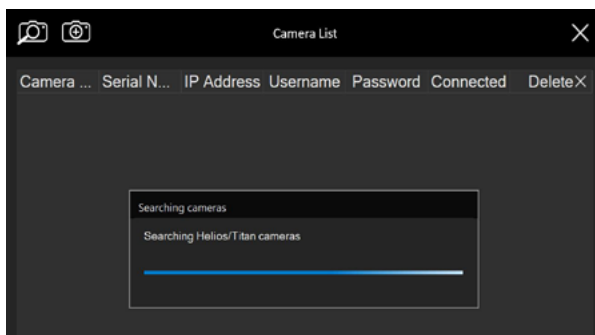 Camera List
Camera ... Serial N... IP Address Username Password Connected Delete
Searching cameras
Searching Helios/Titan cameras